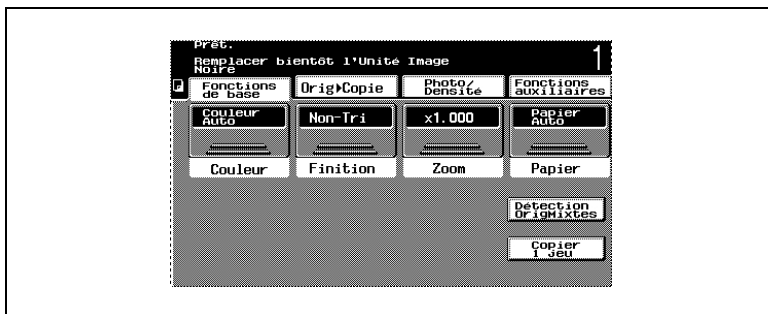 Prêt.
Remplacer bientôt l'Unité Image
Noire
1
Fonctions
de base
Orig▸Copie
Photo/
Densité
Fonctions
auxiliaires
Couleur
Auto
Non-Tri
x1.000
Papier
Auto
Couleur
Finition
Zoom
Papier
Détection
OrigMixtes
Copier
1 Jeu